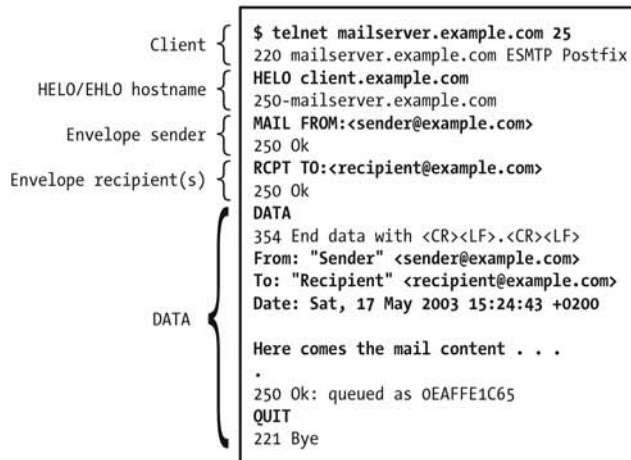 Client
$ telnet mailserver.example.com 25
220 mailserver.example.com ESMTP Postfix
HELO/EHLO hostname
HELO client.example.com
250-mailserver.example.com
Envelope sender
MAIL FROM:<sender@example.com>
250 Ok
Envelope recipient(s)
RCPT TO:<recipient@example.com>
250 Ok
DATA
DATA
354 End data with <CR><LF>.<CR><LF>
From: "Sender" <sender@example.com>
To: "Recipient" <recipient@example.com>
Date: Sat, 17 May 2003 15:24:43 +0200
Here comes the mail content . . .
.
250 Ok: queued as 0EAFFE1C65
QUIT
221 Bye